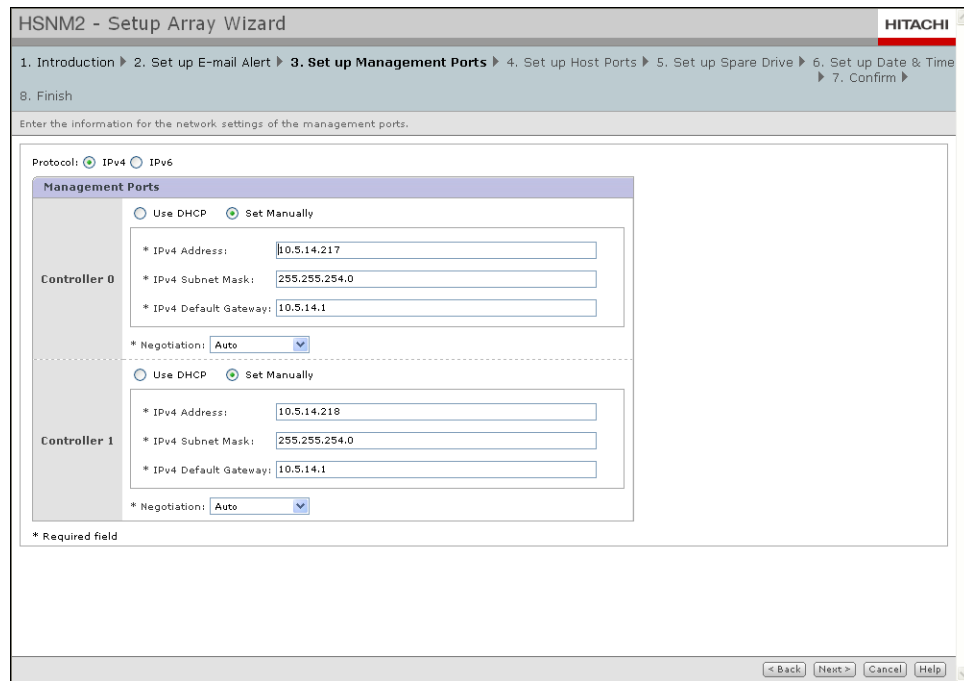 HSNM2 - Setup Array Wizard
HITACHI
1. Introduction 2. Set up E-mail Alert 3. Set up Management Ports 4. Set up Host Ports 5. Set up Spare Drive 6. Set up Date & Time
7. Confirm
8. Finish
Enter the information for the network settings of the management ports.
Protocol: IPv4 IPv6
Management Ports
Controller 0
Use DHCP Set Manually
* IPv4 Address: 10.5.14.217
* IPv4 Subnet Mask: 255.255.254.0
* IPv4 Default Gateway: 10.5.14.1
* Negotiation: Auto
Controller 1
Use DHCP Set Manually
* IPv4 Address: 10.5.14.218
* IPv4 Subnet Mask: 255.255.254.0
* IPv4 Default Gateway: 10.5.14.1
* Negotiation: Auto
* Required field
< Back Next > Cancel Help